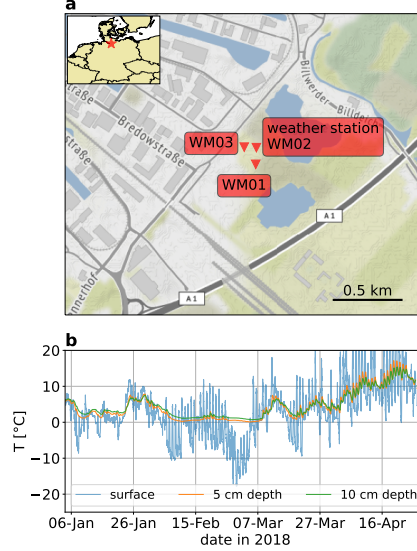 a
Billwerder Billdei
straße
Bredowstraße
WM03
weather station
WM02
WM01
A 1
nnerhof
A 1
0.5 km
b
20
10
0
−10
−20
T [°C]
surface
5 cm depth
10 cm depth
06-Jan
26-Jan
15-Feb
07-Mar
27-Mar
16-Apr
date in 2018